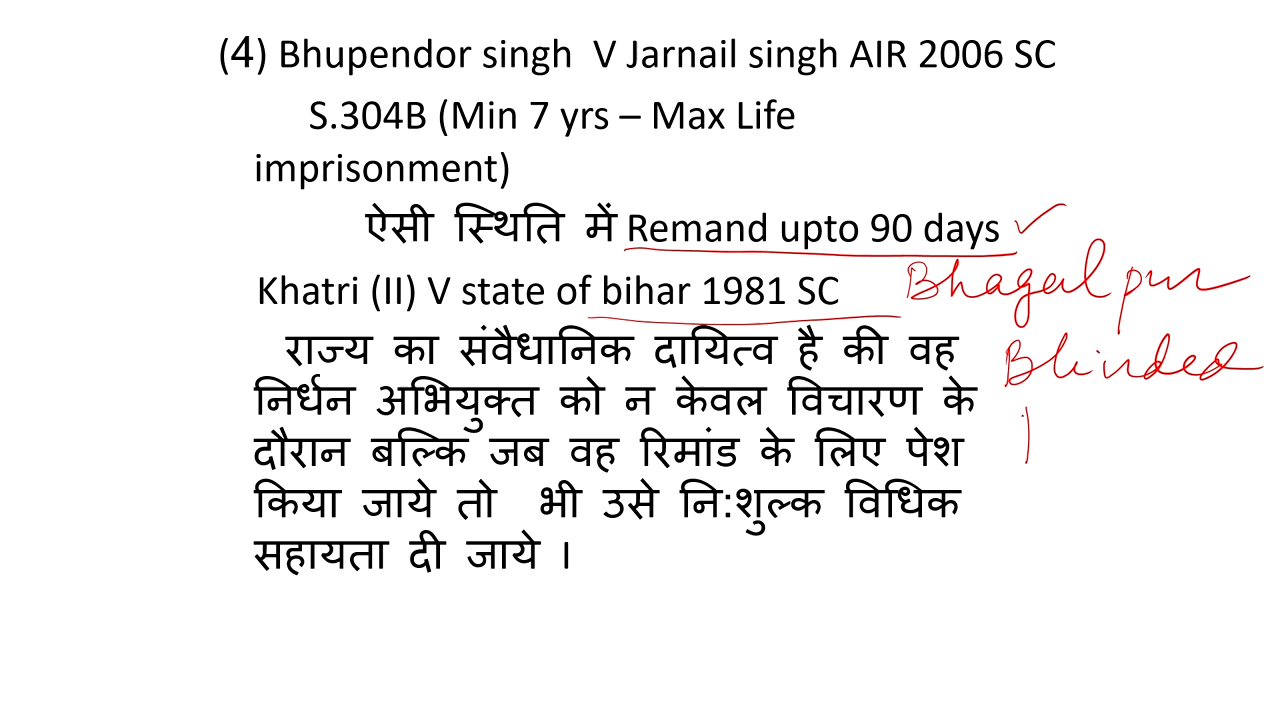 (4) Bhupendor singh V Jarnail singh AIR 2006 SC
S.304B (Min 7 yrs – Max Life
imprisonment)
ऐसी स्थिति में Remand upto 90 days
Khatri (II) V state of bihar 1981 SC
Bhagalpur
राज्य का संवैधानिक दायित्व है की वह
Blinded
निर्धन अभियुक्त को न केवल विचारण के
दौरान बल्कि जब वह रिमांड के लिए पेश
किया जाये तो भी उसे नि:शुल्क विधिक
सहायता दी जाये ।